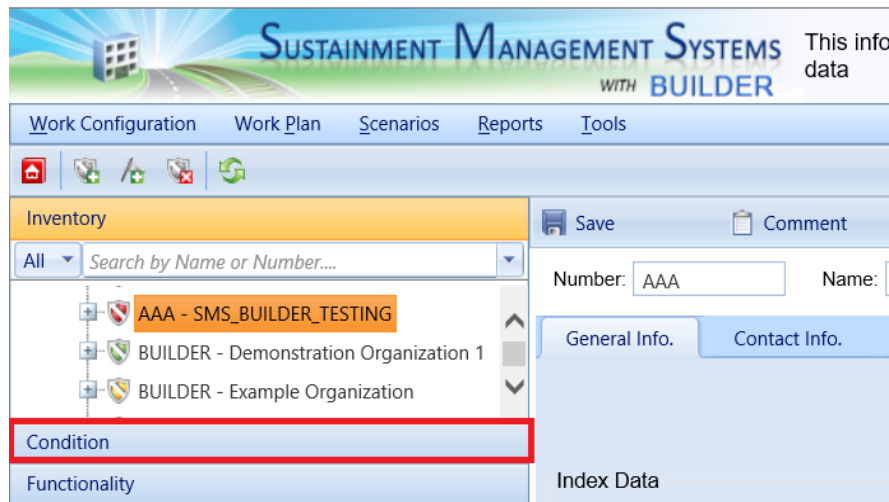 SUSTAINMENT MANAGEMENT SYSTEMS
WITH BUILDER
This info
data
Work Configuration Work Plan Scenarios Reports Tools
Inventory
All Search by Name or Number....
AAA - SMS_BUILDER_TESTING
BUILDER - Demonstration Organization 1
BUILDER - Example Organization
Condition
Functionality
Save Comment
Number: AAA Name:
General Info. Contact Info.
Index Data